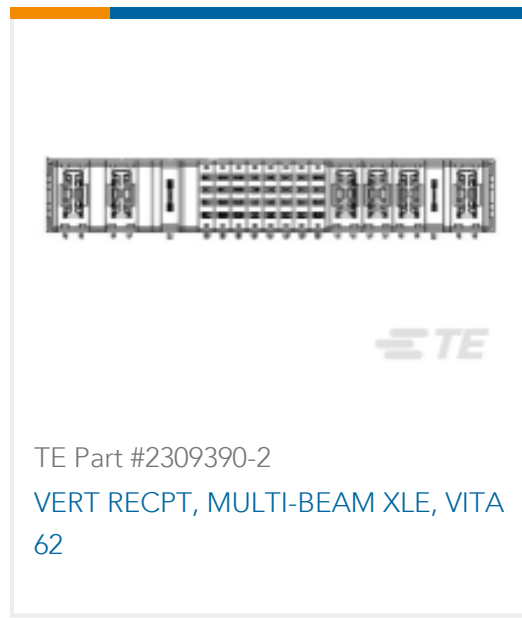 TE
TE Part #2309390-2
VERT RECPT, MULTI-BEAM XLE, VITA
62